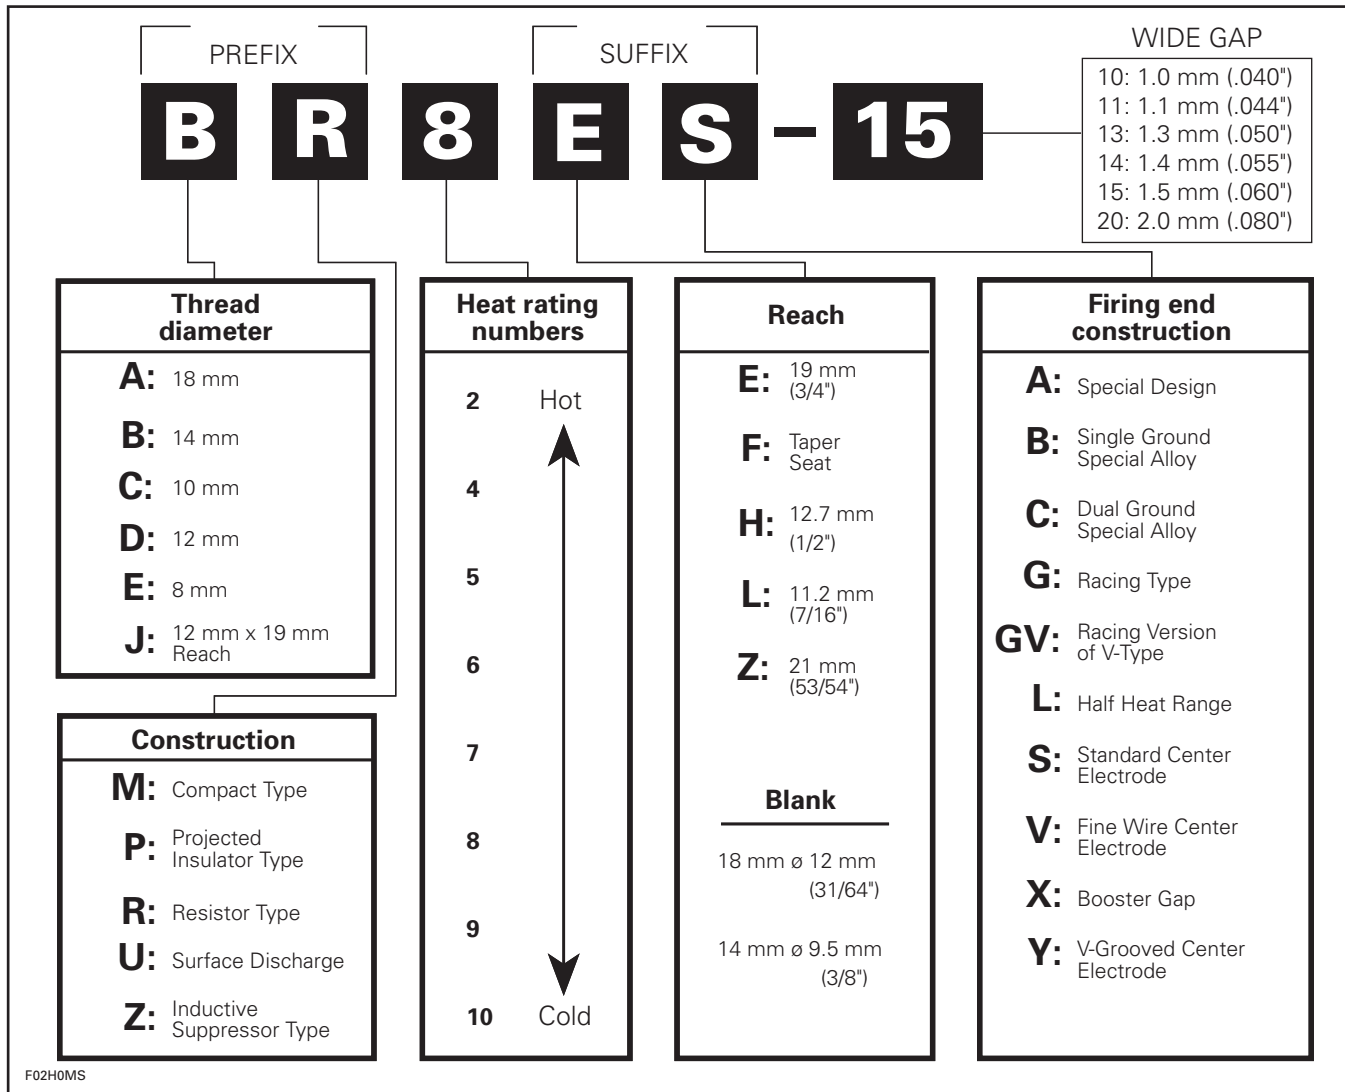 PREFIX
SUFFIX
WIDE GAP
B R 8 E S - 15
10: 1.0 mm (.040")
11: 1.1 mm (.044")
13: 1.3 mm (.050")
14: 1.4 mm (.055")
15: 1.5 mm (.060")
20: 2.0 mm (.080")
Thread
diameter
A: 18 mm
B: 14 mm
C: 10 mm
D: 12 mm
E: 8 mm
J: 12 mm x 19 mm
Reach
Construction
M: Compact Type
P: Projected
Insulator Type
R: Resistor Type
U: Surface Discharge
Z: Inductive
Suppressor Type
Heat rating
numbers
2 Hot
4
5
6
7
8
9
10 Cold
Reach
E: 19 mm
(3/4")
F: Taper
Seat
H: 12.7 mm
(1/2")
L: 11.2 mm
(7/16")
Z: 21 mm
(53/54")
Blank
18 mm ø 12 mm
(31/64")
14 mm ø 9.5 mm
(3/8")
Firing end
construction
A: Special Design
B: Single Ground
Special Alloy
C: Dual Ground
Special Alloy
G: Racing Type
GV: Racing Version
of V-Type
L: Half Heat Range
S: Standard Center
Electrode
V: Fine Wire Center
Electrode
X: Booster Gap
Y: V-Grooved Center
Electrode
F02H0MS